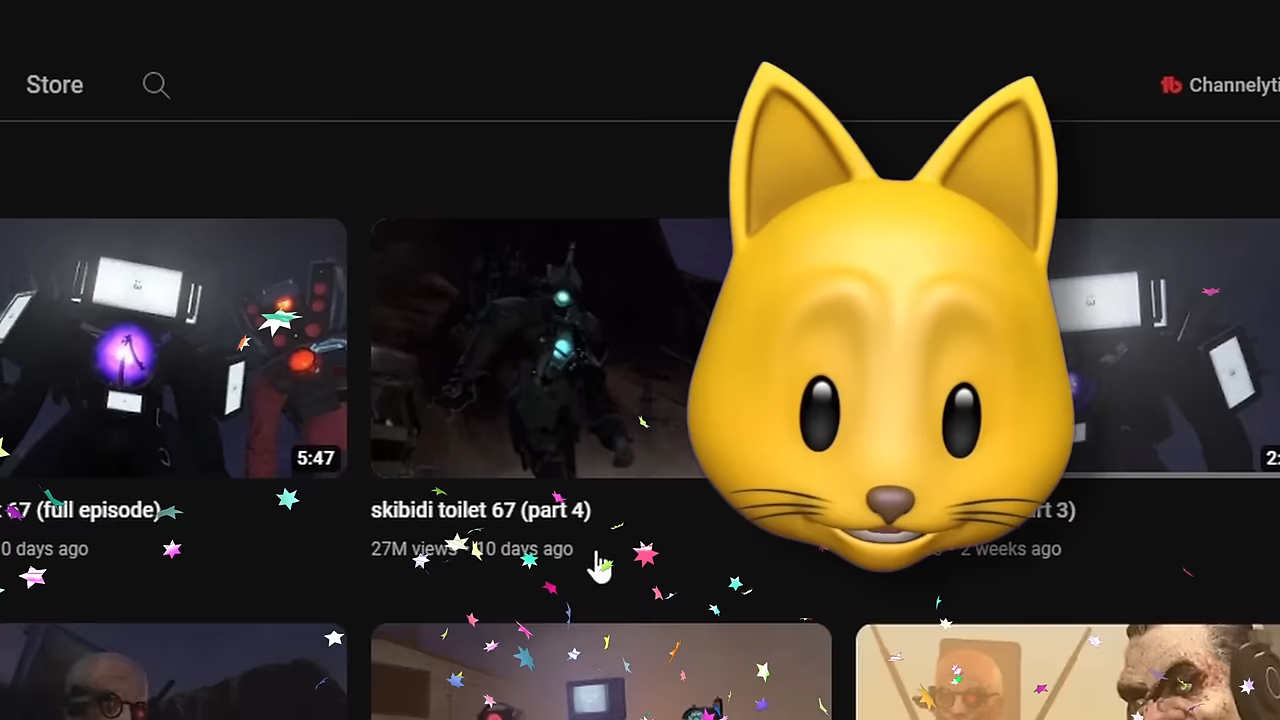 Store
Channelyti
5:47
2:
67 (full episode)
skibidi toilet 67 (part 4)
rt 3)
0 days ago
27M views 10 days ago
2 weeks ago